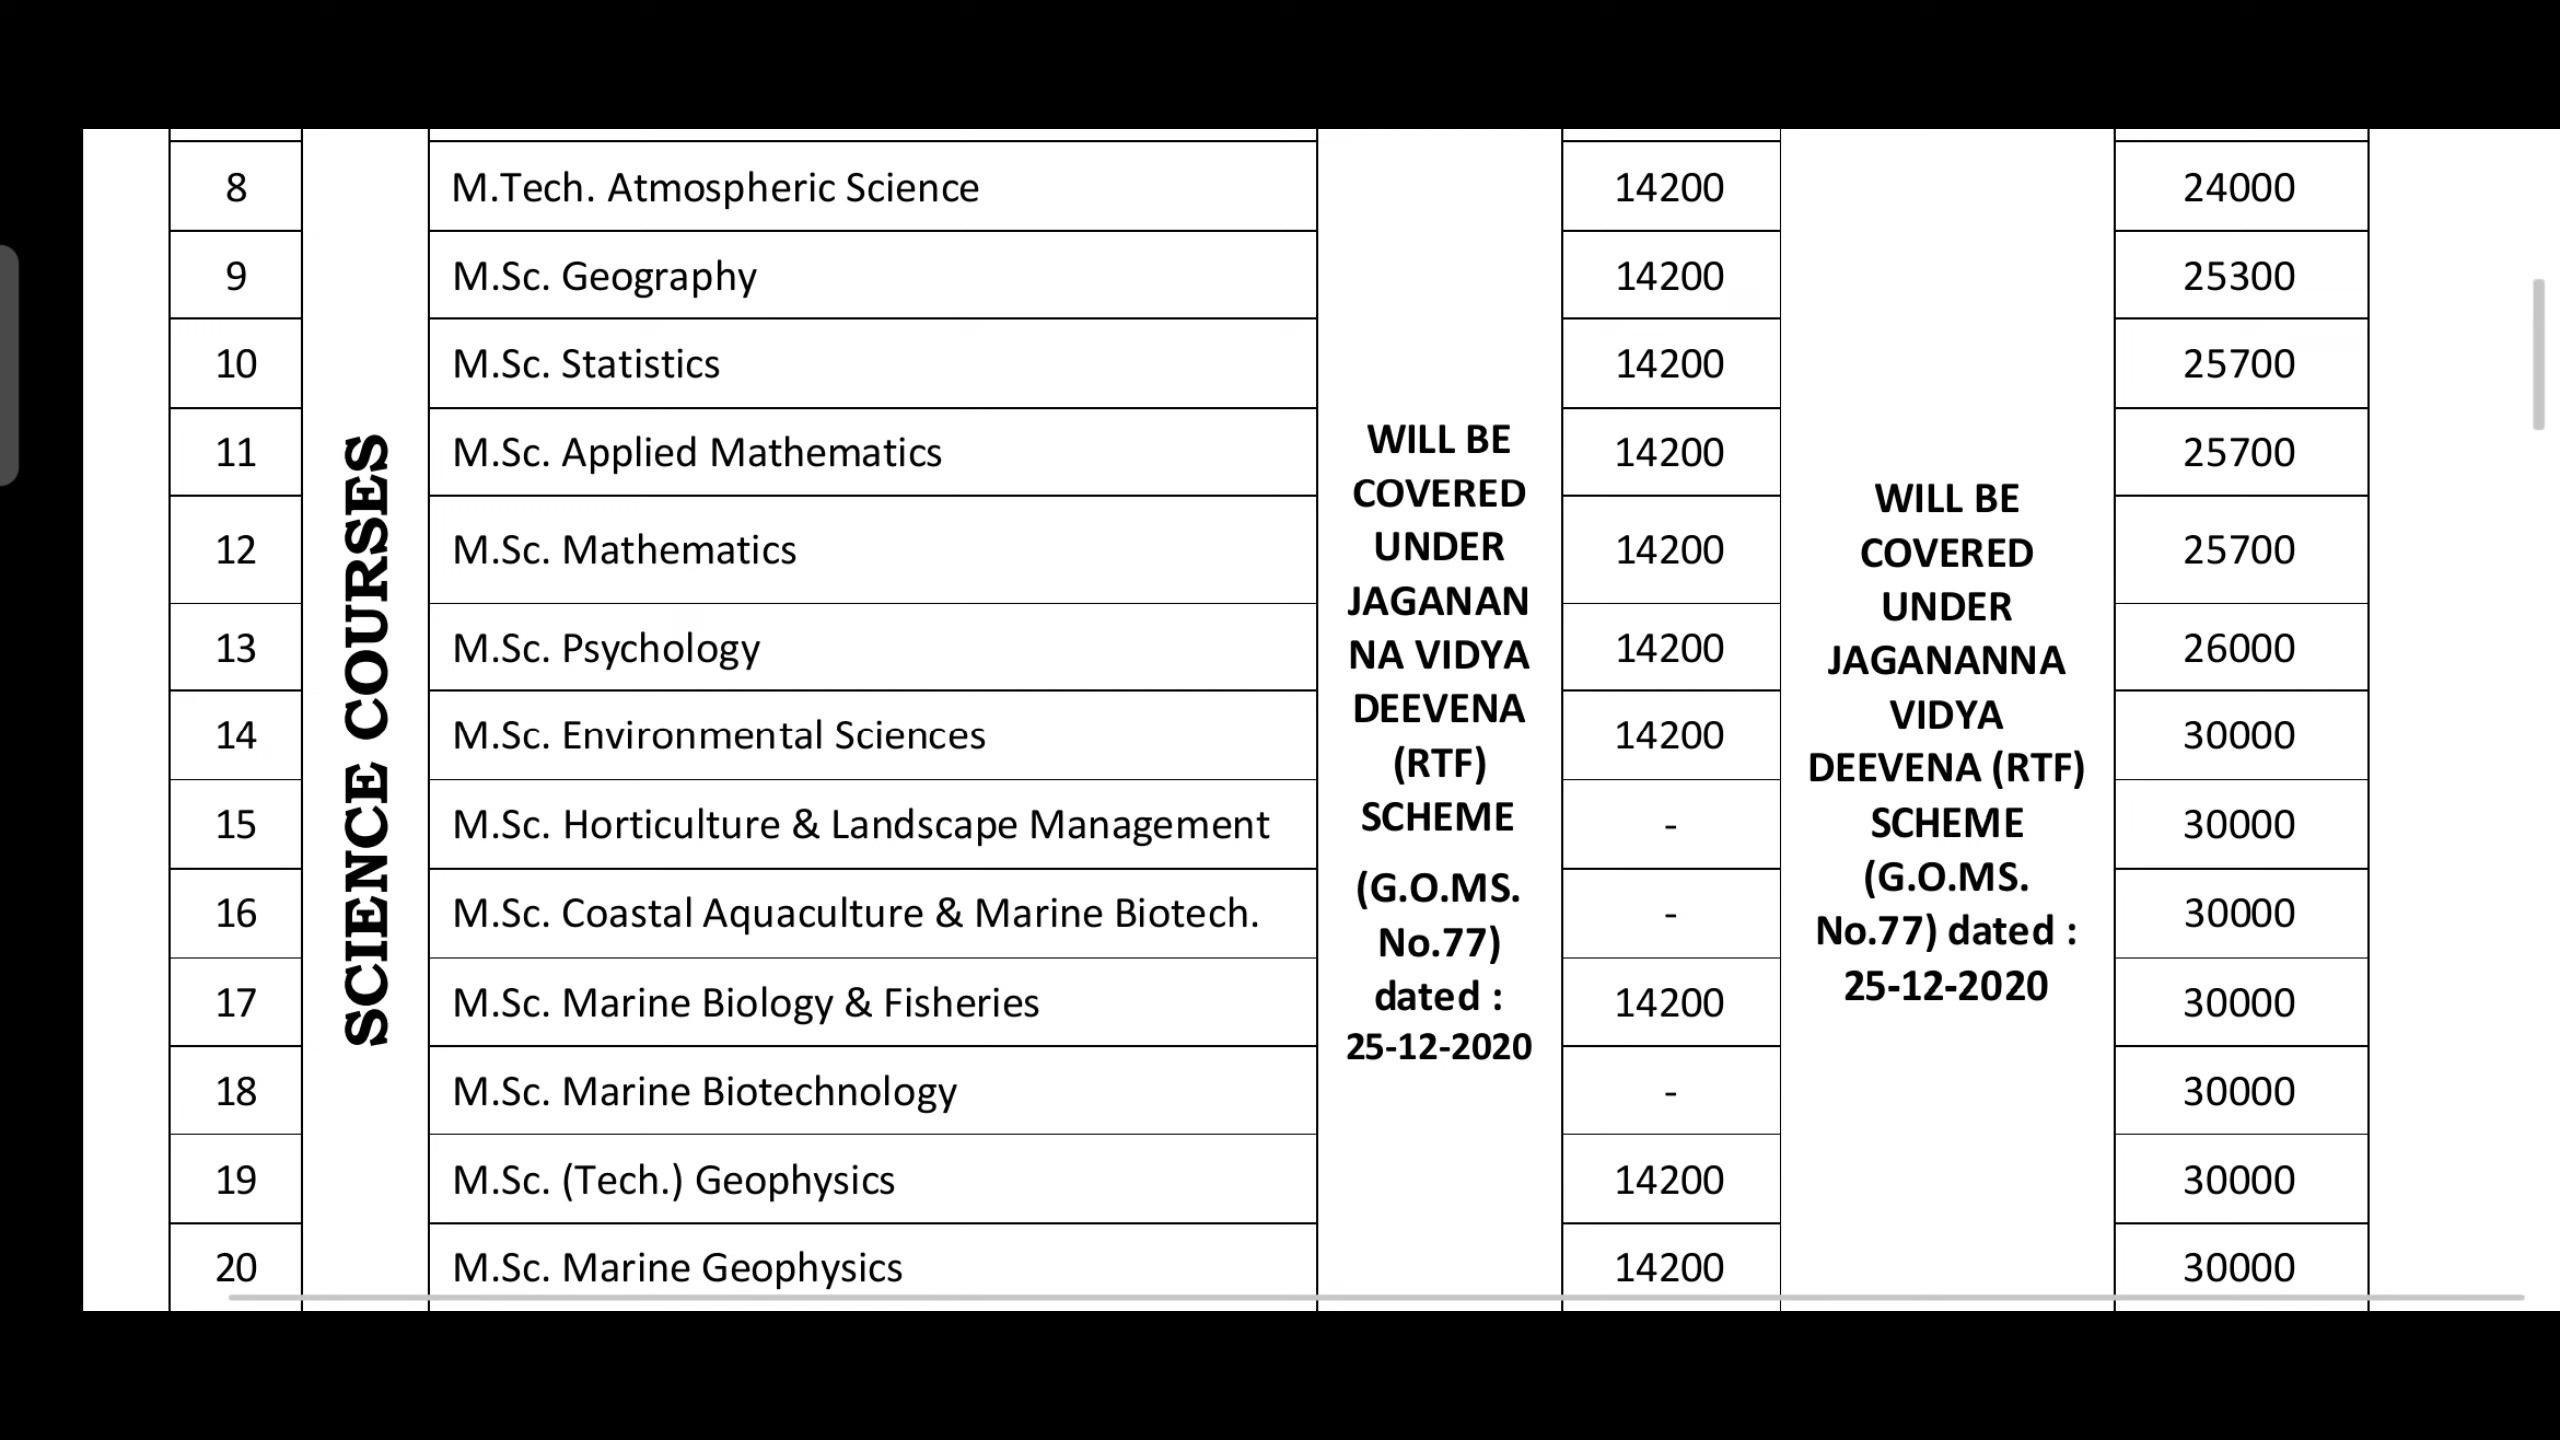 8 M.Tech. Atmospheric Science 14200 24000
9 M.Sc. Geography 14200 25300
10 M.Sc. Statistics 14200 25700
11 M.Sc. Applied Mathematics 14200 25700
12 M.Sc. Mathematics 14200 25700
13 M.Sc. Psychology 14200 26000
14 M.Sc. Environmental Sciences 14200 30000
15 M.Sc. Horticulture & Landscape Management - 30000
16 M.Sc. Coastal Aquaculture & Marine Biotech. - 30000
17 M.Sc. Marine Biology & Fisheries 14200 30000
18 M.Sc. Marine Biotechnology - 30000
19 M.Sc. (Tech.) Geophysics 14200 30000
20 M.Sc. Marine Geophysics 14200 30000
SCIENCE COURSES
WILL BE
COVERED
UNDER
JAGANAN
NA VIDYA
DEEVENA
(RTF)
SCHEME
(G.O.MS.
No.77)
dated :
25-12-2020
WILL BE
COVERED
UNDER
JAGANANNA
VIDYA
DEEVENA (RTF)
SCHEME
(G.O.MS.
No.77) dated :
25-12-2020